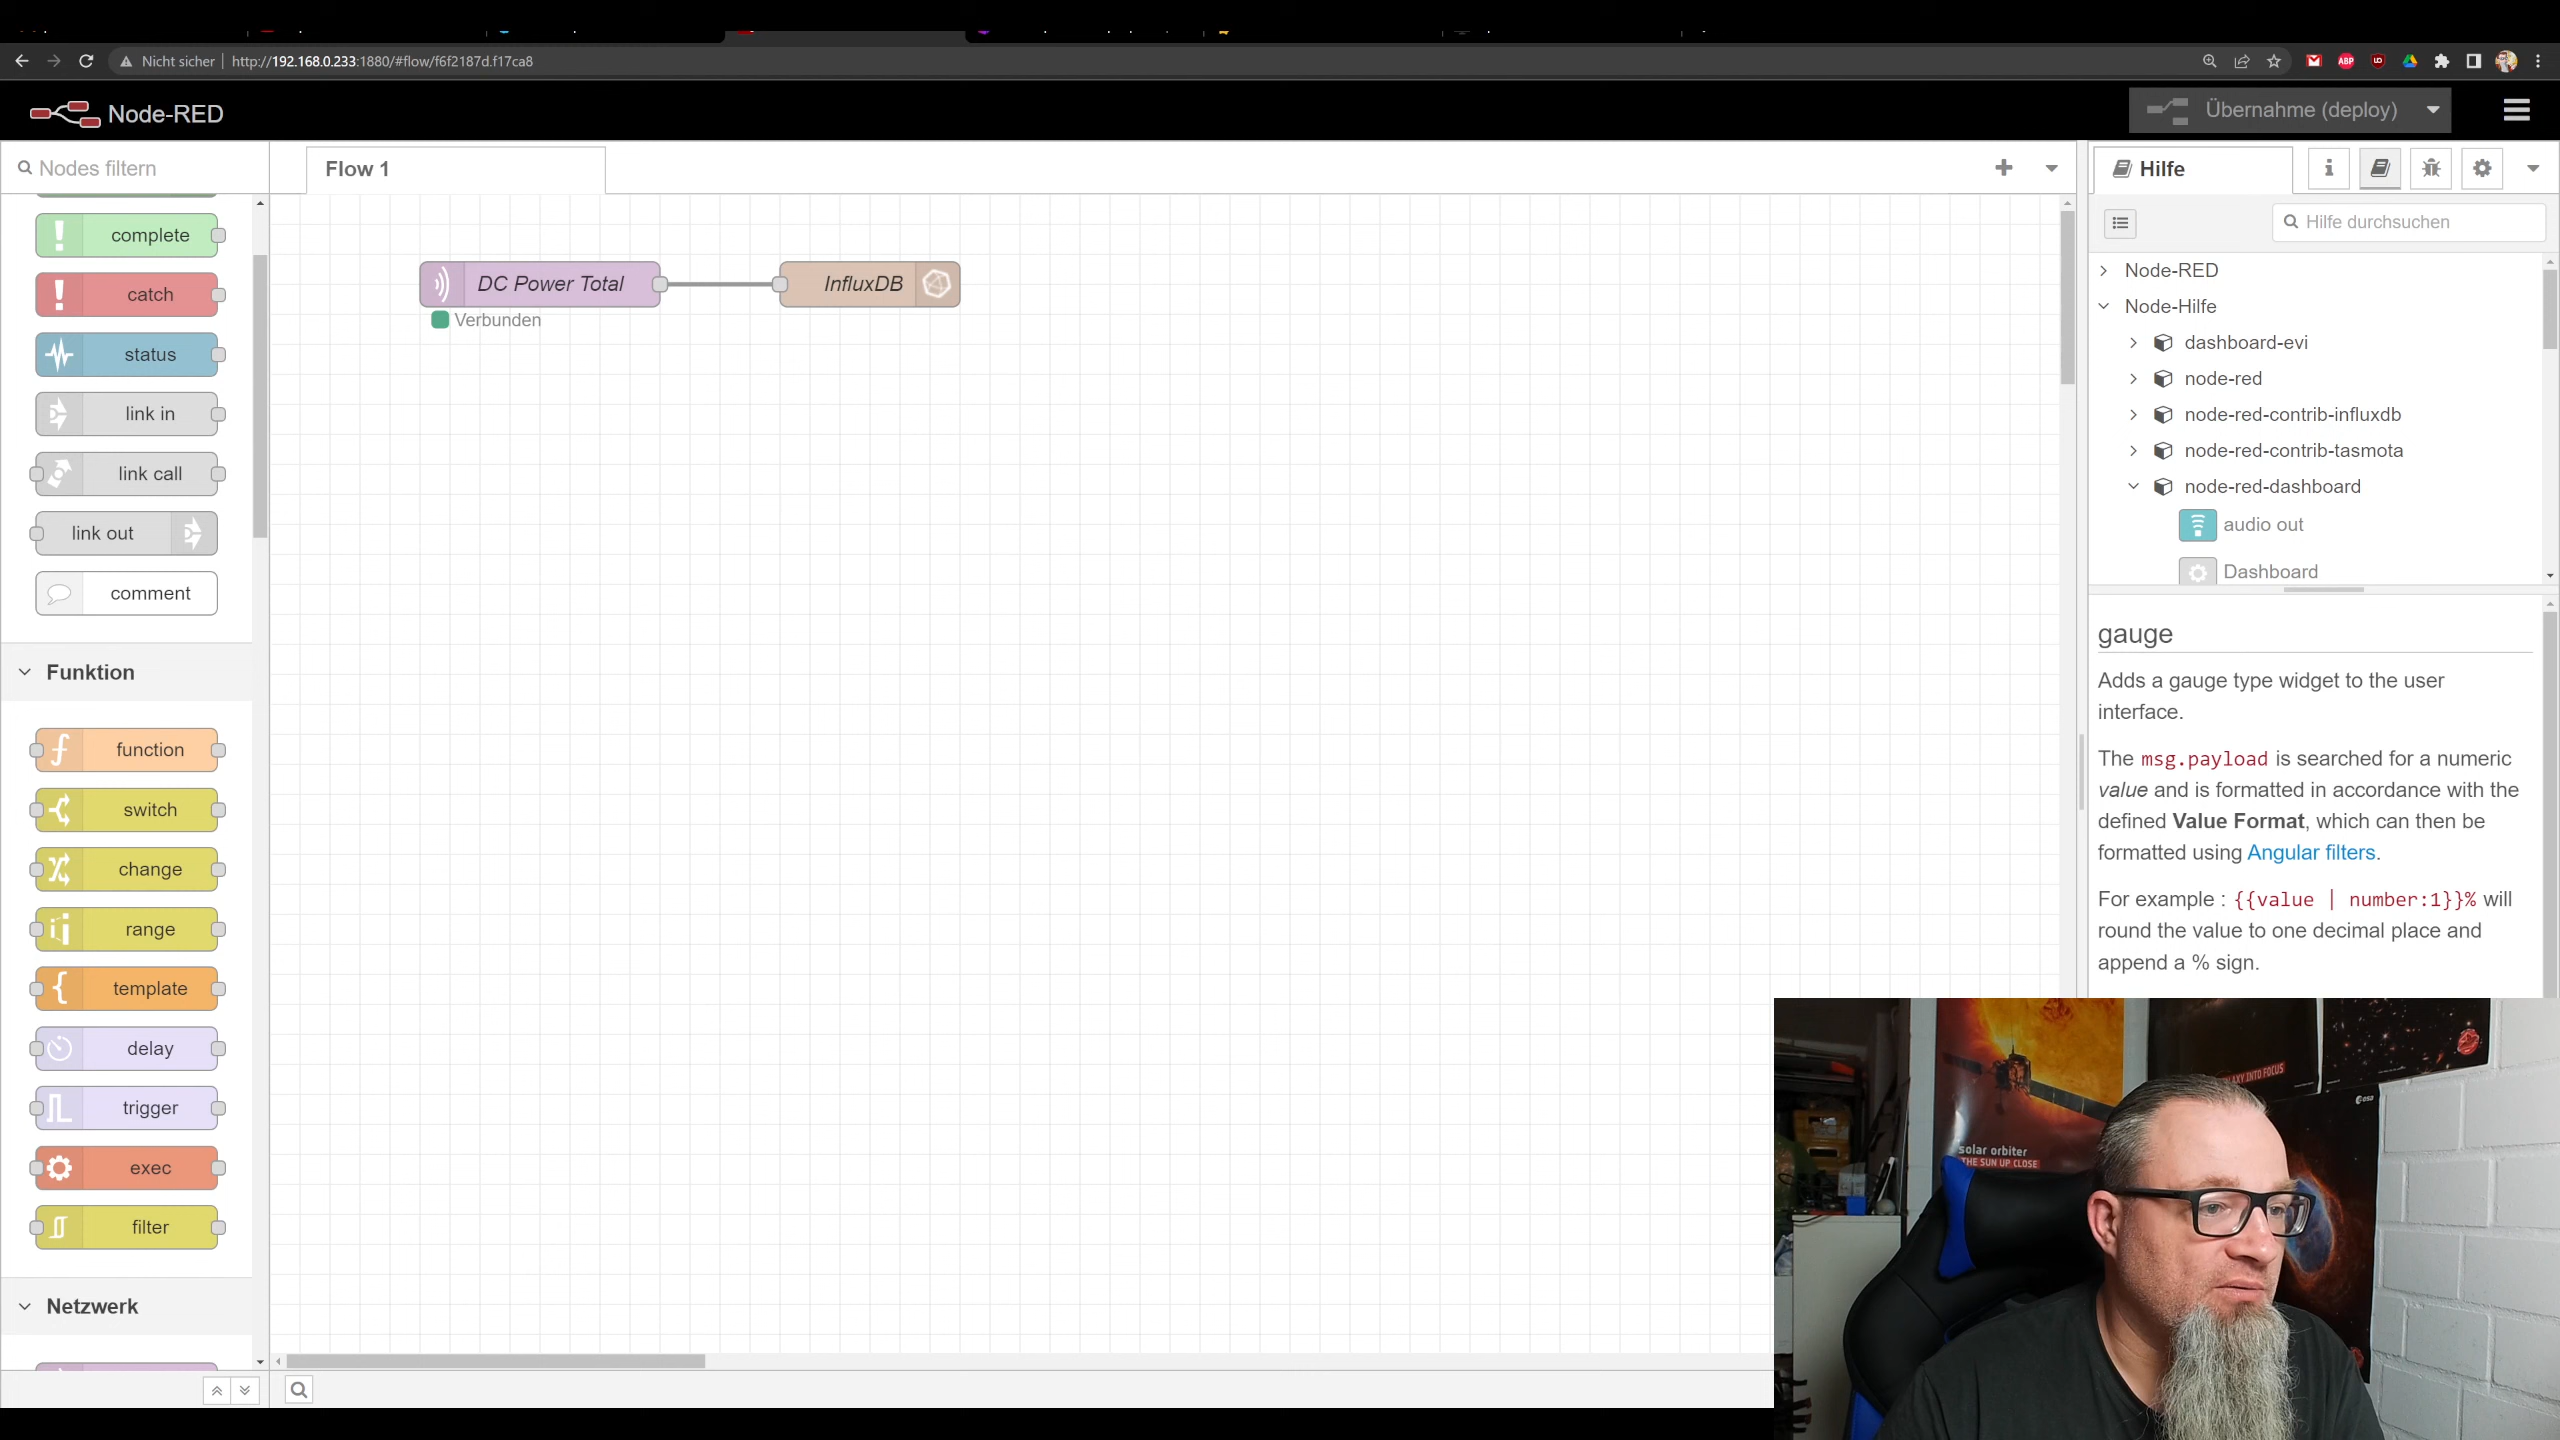 Nicht sicher
http://192.168.0.233:1880/#flow/f6f2187d.f17ca8
ABP
Node-RED
Übernahme (deploy)
Nodes filtern
complete
catch
status
link in
link call
link out
comment
Funktion
function
switch
change
range
template
delay
trigger
exec
filter
Netzwerk
Flow 1
DC Power Total
InfluxDB
Verbunden
Hilfe
Hilfe durchsuchen
Node-RED
Node-Hilfe
dashboard-evi
node-red
node-red-contrib-influxdb
node-red-contrib-tasmota
node-red-dashboard
audio out
Dashboard
gauge
Adds a gauge type widget to the user
interface.
The msg.payload is searched for a numeric
value and is formatted in accordance with the
defined Value Format, which can then be
formatted using Angular filters.
For example : {{value | number:1}}% will
round the value to one decimal place and
append a % sign.
solar orbiter
THE SUN UP CLOSE
GALAXY INTO FOCUS
esa